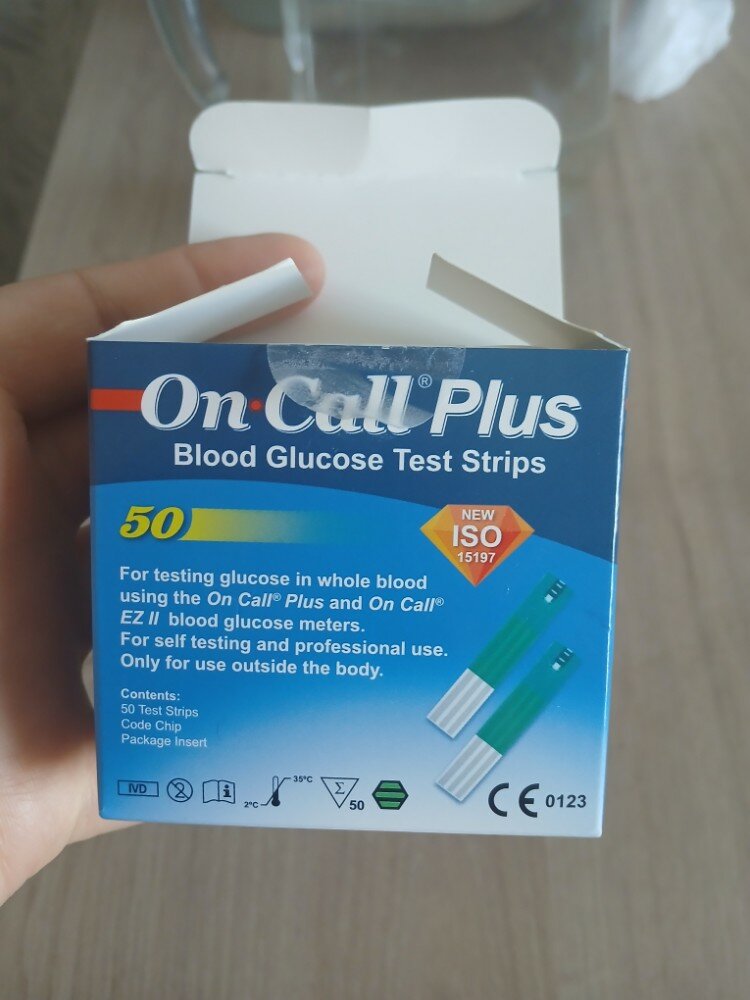 On·Call® Plus
Blood Glucose Test Strips
50
NEW
ISO
15197
For testing glucose in whole blood
using the On Call® Plus and On Call®
EZ II blood glucose meters.
For self testing and professional use.
Only for use outside the body.
Contents:
50 Test Strips
Code Chip
Package Insert
IVD
2
i
2°C
35°C
Σ
50
CE 0123